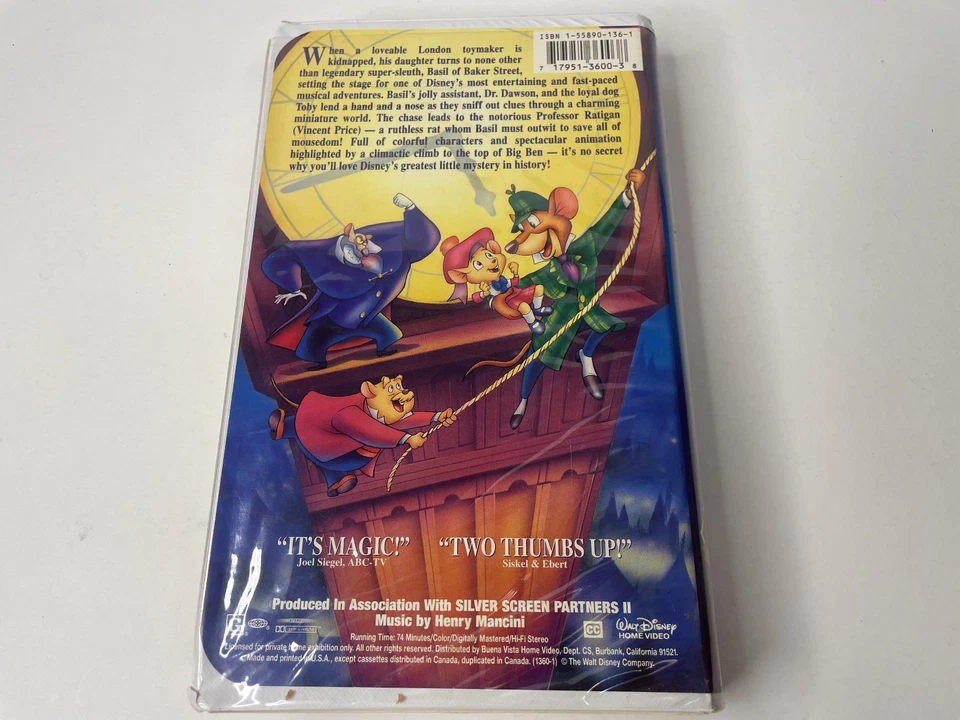 When a loveable London toymaker is
kidnapped, his daughter turns to none other
than legendary super-sleuth, Basil of Baker Street,
setting the stage for one of Disney's most entertaining and fast-paced
musical adventures. Basil's jolly assistant, Dr. Dawson, and the loyal dog
Toby lend a hand and a nose as they sniff out clues through a charming
miniature world. The chase leads to the notorious Professor Ratigan
(Vincent Price) — a ruthless rat whom Basil must outwit to save all of
mousedom! Full of colorful characters and spectacular animation
highlighted by a climactic climb to the top of Big Ben — it's no secret
why you'll love Disney's greatest little mystery in history!
ISBN 1-55890-136-1
7 17951-3600-3 8
"IT'S MAGIC!"
Joel Siegel, ABC-TV
"TWO THUMBS UP!"
Siskel & Ebert
Produced In Association With SILVER SCREEN PARTNERS II
Music by Henry Mancini
G
CC
WALT DISNEY
HOME VIDEO
Running Time: 74 Minutes/Color/Digitally Mastered/Hi-Fi Stereo
Licensed for private home exhibition only. All other rights reserved. Distributed by Buena Vista Home Video, Dept. CS, Burbank, California 91521.
Made and printed in U.S.A., except cassettes distributed in Canada, duplicated in Canada. (1360-1) © The Walt Disney Company.